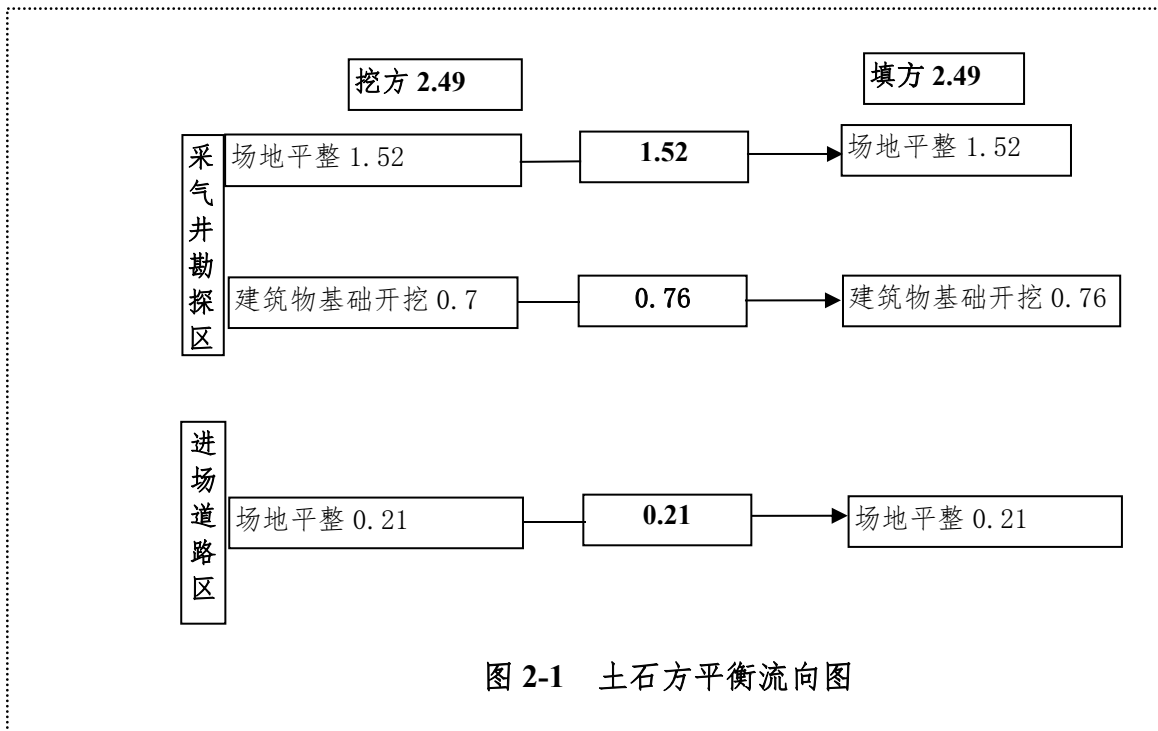 挖方 2.49
填方 2.49
采气井勘探区
场地平整 1.52
1.52
场地平整 1.52
建筑物基础开挖 0.7
0.76
建筑物基础开挖 0.76
进场道路区
场地平整 0.21
0.21
场地平整 0.21
图 2-1 土石方平衡流向图